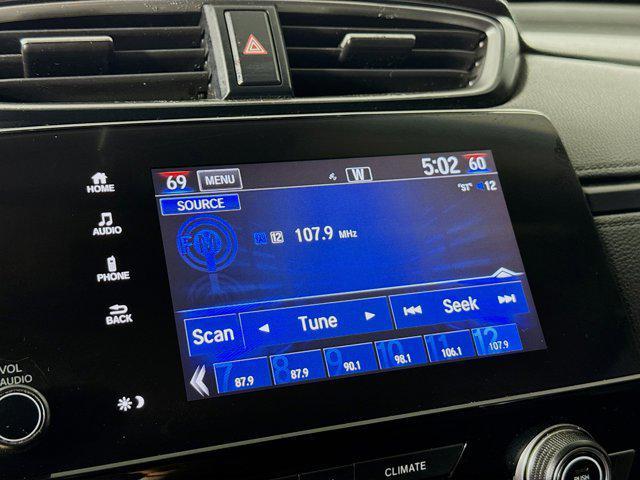 69 MENU W 5:02 60
SOURCE "ST" 12
FM 12 107.9 MHz
Scan Tune Seek
7 87.9 8 87.9 9 90.1 10 98.1 11 106.1 12 107.9
HOME
AUDIO
PHONE
BACK
VOL
AUDIO
CLIMATE
PUSH